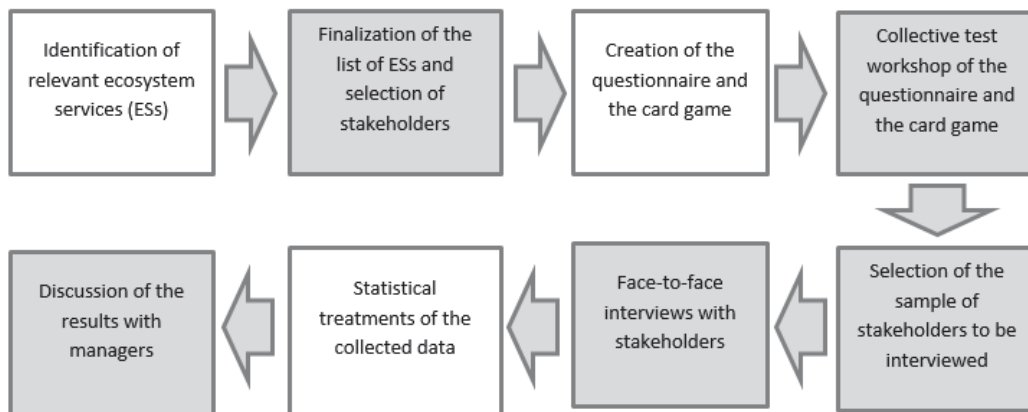 Identification of
relevant ecosystem
services (ESs)
Finalization of the
list of ESs and
selection of
stakeholders
Creation of the
questionnaire and
the card game
Collective test
workshop of the
questionnaire and
the card game
Discussion of the
results with
managers
Statistical
treatments of the
collected data
Face-to-face
interviews with
stakeholders
Selection of the
sample of
stakeholders to be
interviewed